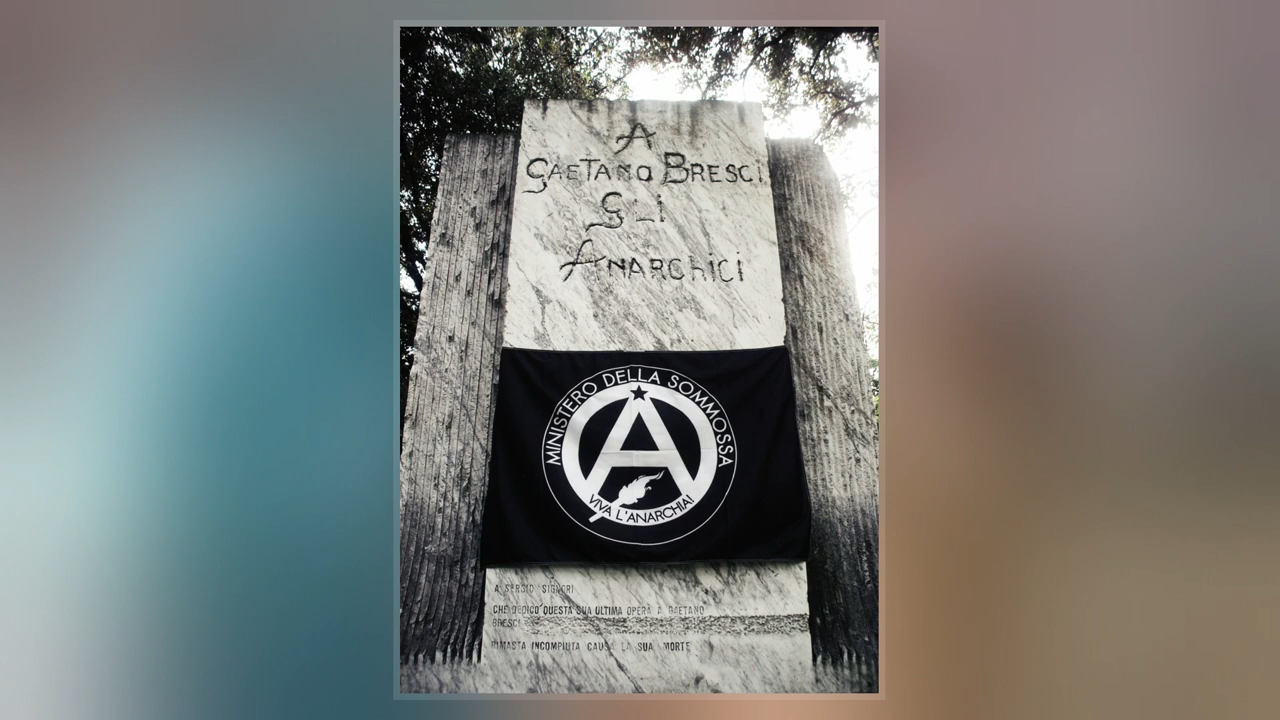 A
GAETANO BRESCI
GLI
ANARCHICI
MINISTERO DELLA SOMMOSSA
A
VIVA L'ANARCHIA!
A SERGIO SIGNORI
CHE DEDICO' QUESTA SUA ULTIMA OPERA A GAETANO
BRESCI
RIMASTA INCOMPIUTA CAUSA LA SUA MORTE